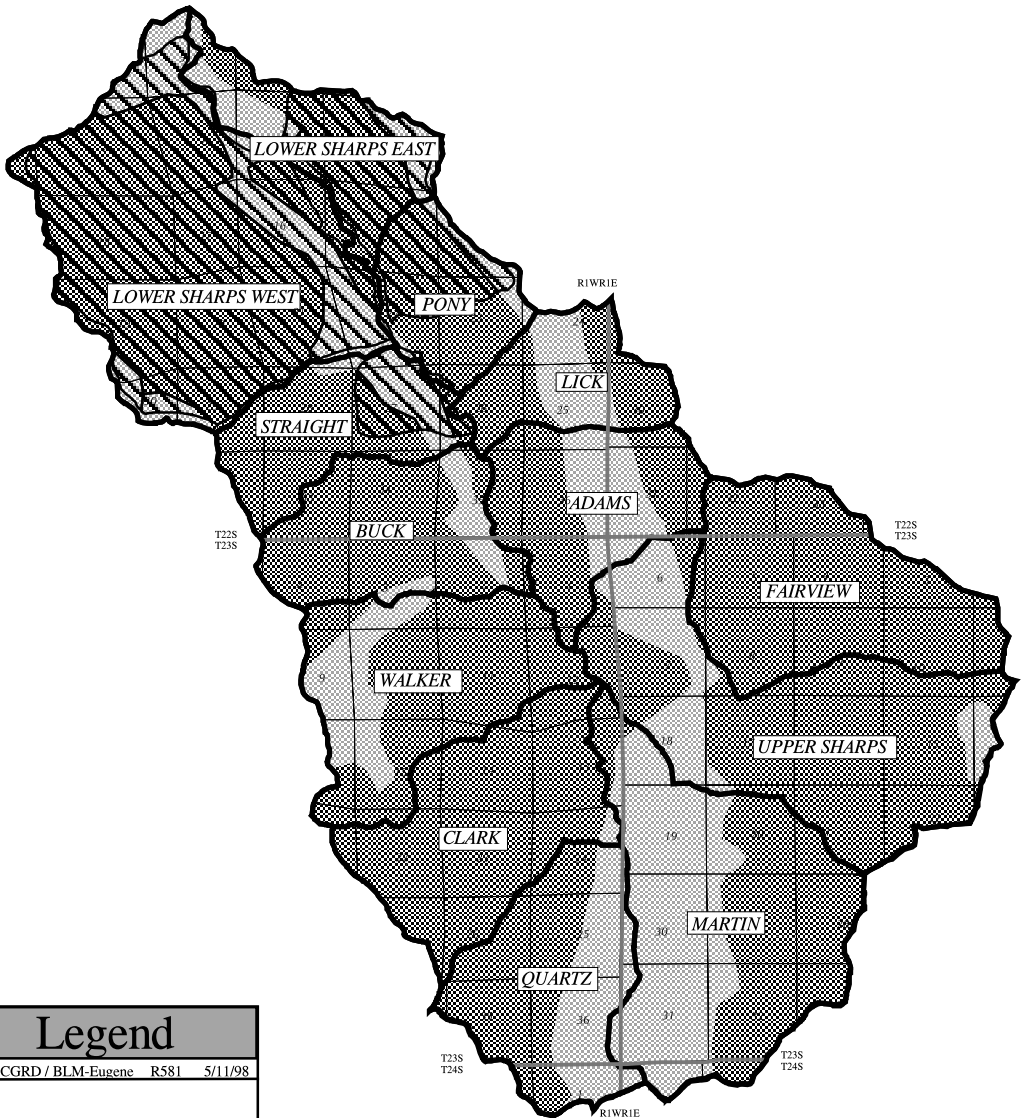 LOWER SHARPS EAST
R1WR1E
LOWER SHARPS WEST
PONY
LICK
25
STRAIGHT
ADAMS
BUCK
T22S
T23S
T22S
T23S
6
FAIRVIEW
9
WALKER
18
UPPER SHARPS
19
CLARK
MARTIN
25
30
QUARTZ
36
31
Legend
CGRD / BLM-Eugene R581 5/11/98
T23S
T24S
T23S
T24S
R1WR1E